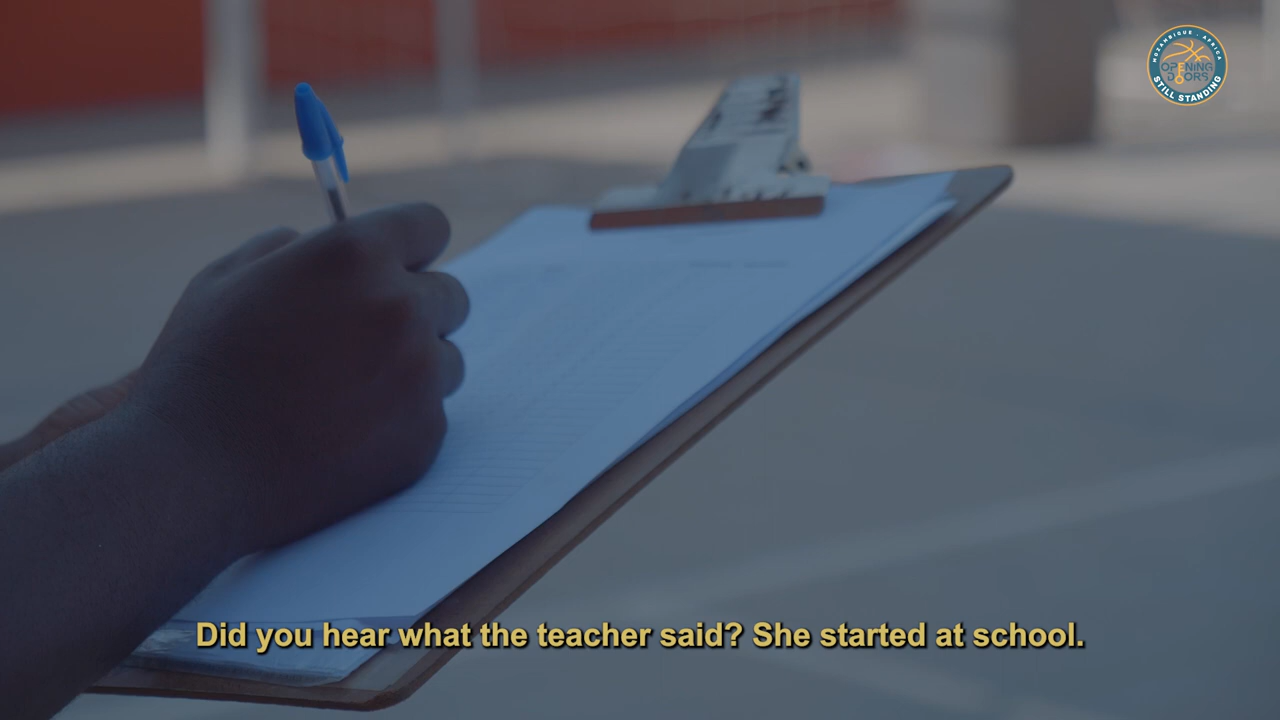 MOZAMBIQUE . AFRICA
OPENING
DOORS
STILL STANDING
Did you hear what the teacher said? She started at school.